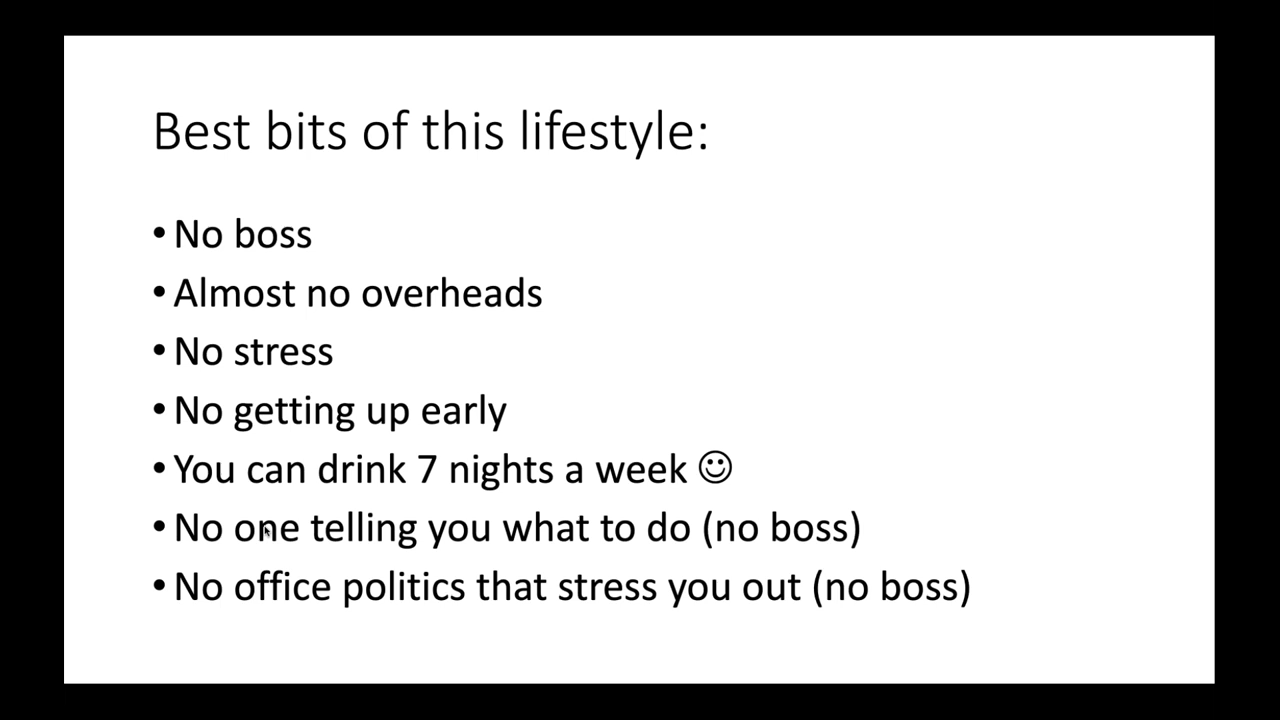 Best bits of this lifestyle:
• No boss
• Almost no overheads
• No stress
• No getting up early
• You can drink 7 nights a week ☺
• No one telling you what to do (no boss)
• No office politics that stress you out (no boss)